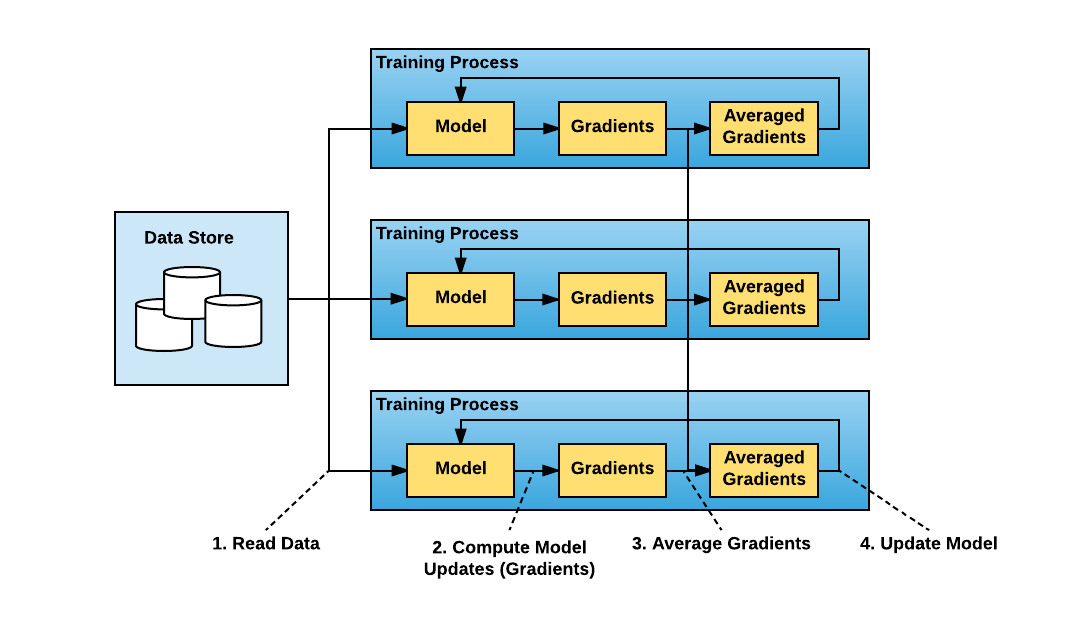 Training Process
Model
Gradients
Averaged
Gradients
Data Store
Training Process
Model
Gradients
Averaged
Gradients
Training Process
Model
Gradients
Averaged
Gradients
1. Read Data
2. Compute Model
Updates (Gradients)
3. Average Gradients
4. Update Model